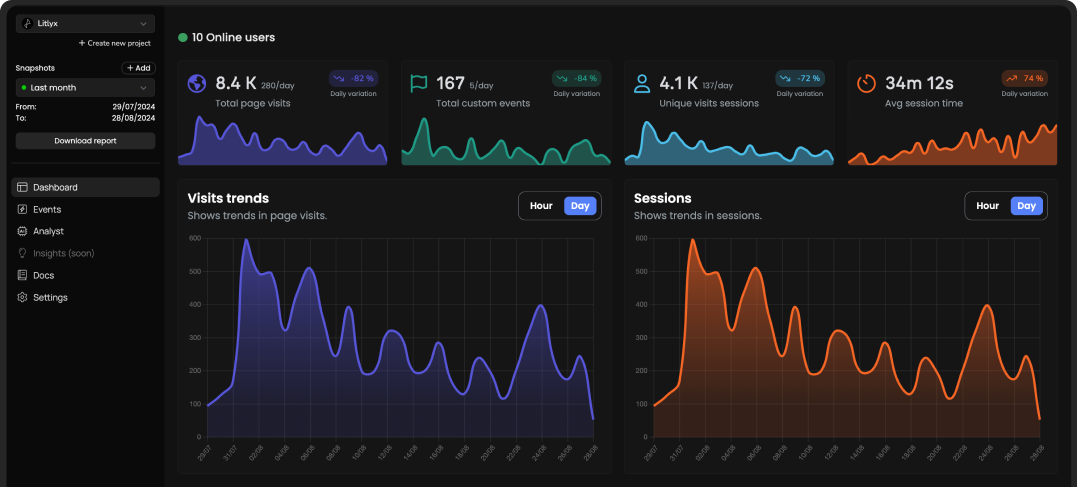 Litlyx
+ Create new project
Snapshots
+ Add
Last month
From: 29/07/2024
To: 28/08/2024
Download report
Dashboard
Events
Analyst
Insights (soon)
Docs
Settings
10 Online users
8.4 K 280/day
-82 %
Daily variation
Total page visits
167 5/day
-84 %
Daily variation
Total custom events
4.1 K 137/day
-72 %
Daily variation
Unique visits sessions
34m 12s
74 %
Daily variation
Avg session time
Visits trends
Shows trends in page visits.
Hour Day
600
500
400
300
200
100
0
29/07 31/07 02/08 04/08 06/08 08/08 10/08 12/08 14/08 16/08 18/08 20/08 22/08 24/08 26/08 28/08
Sessions
Shows trends in sessions.
Hour Day
600
500
400
300
200
100
0
29/07 31/07 02/08 04/08 06/08 08/08 10/08 12/08 14/08 16/08 18/08 20/08 22/08 24/08 26/08 28/08